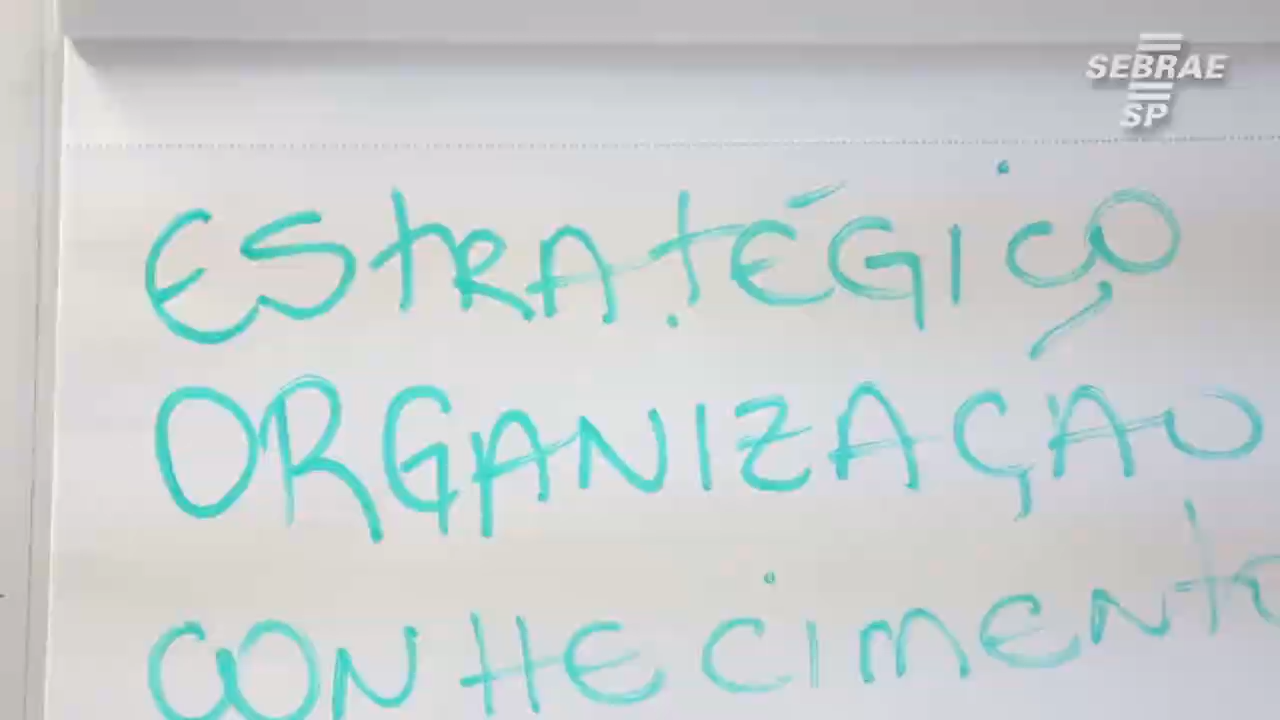 SEBRAE
SP
ESTRATÉGICO
ORGANIZAÇÃO
CONHECIMENTO